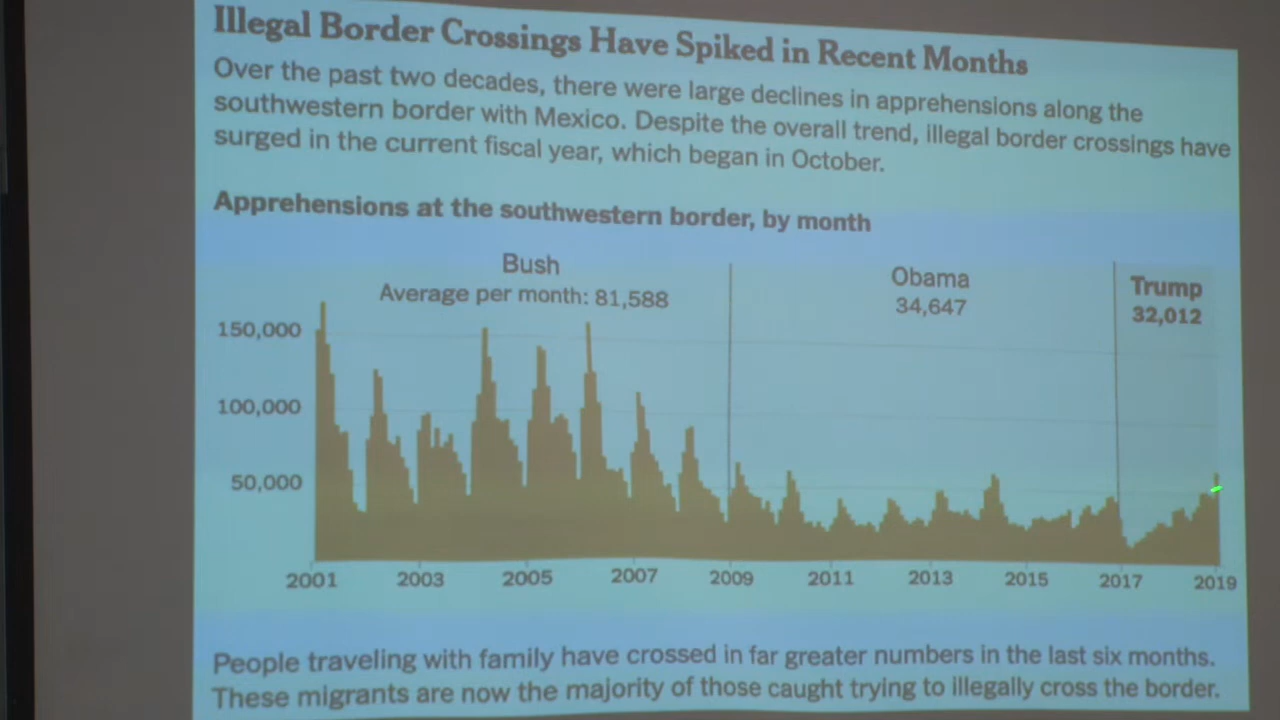 Illegal Border Crossings Have Spiked in Recent Months
Over the past two decades, there were large declines in apprehensions along the
southwestern border with Mexico. Despite the overall trend, illegal border crossings have
surged in the current fiscal year, which began in October.
Apprehensions at the southwestern border, by month
Bush
Average per month: 81,588
Obama
34,647
Trump
32,012
150,000
100,000
50,000
2001 2003 2005 2007 2009 2011 2013 2015 2017 2019
People traveling with family have crossed in far greater numbers in the last six months.
These migrants are now the majority of those caught trying to illegally cross the border.